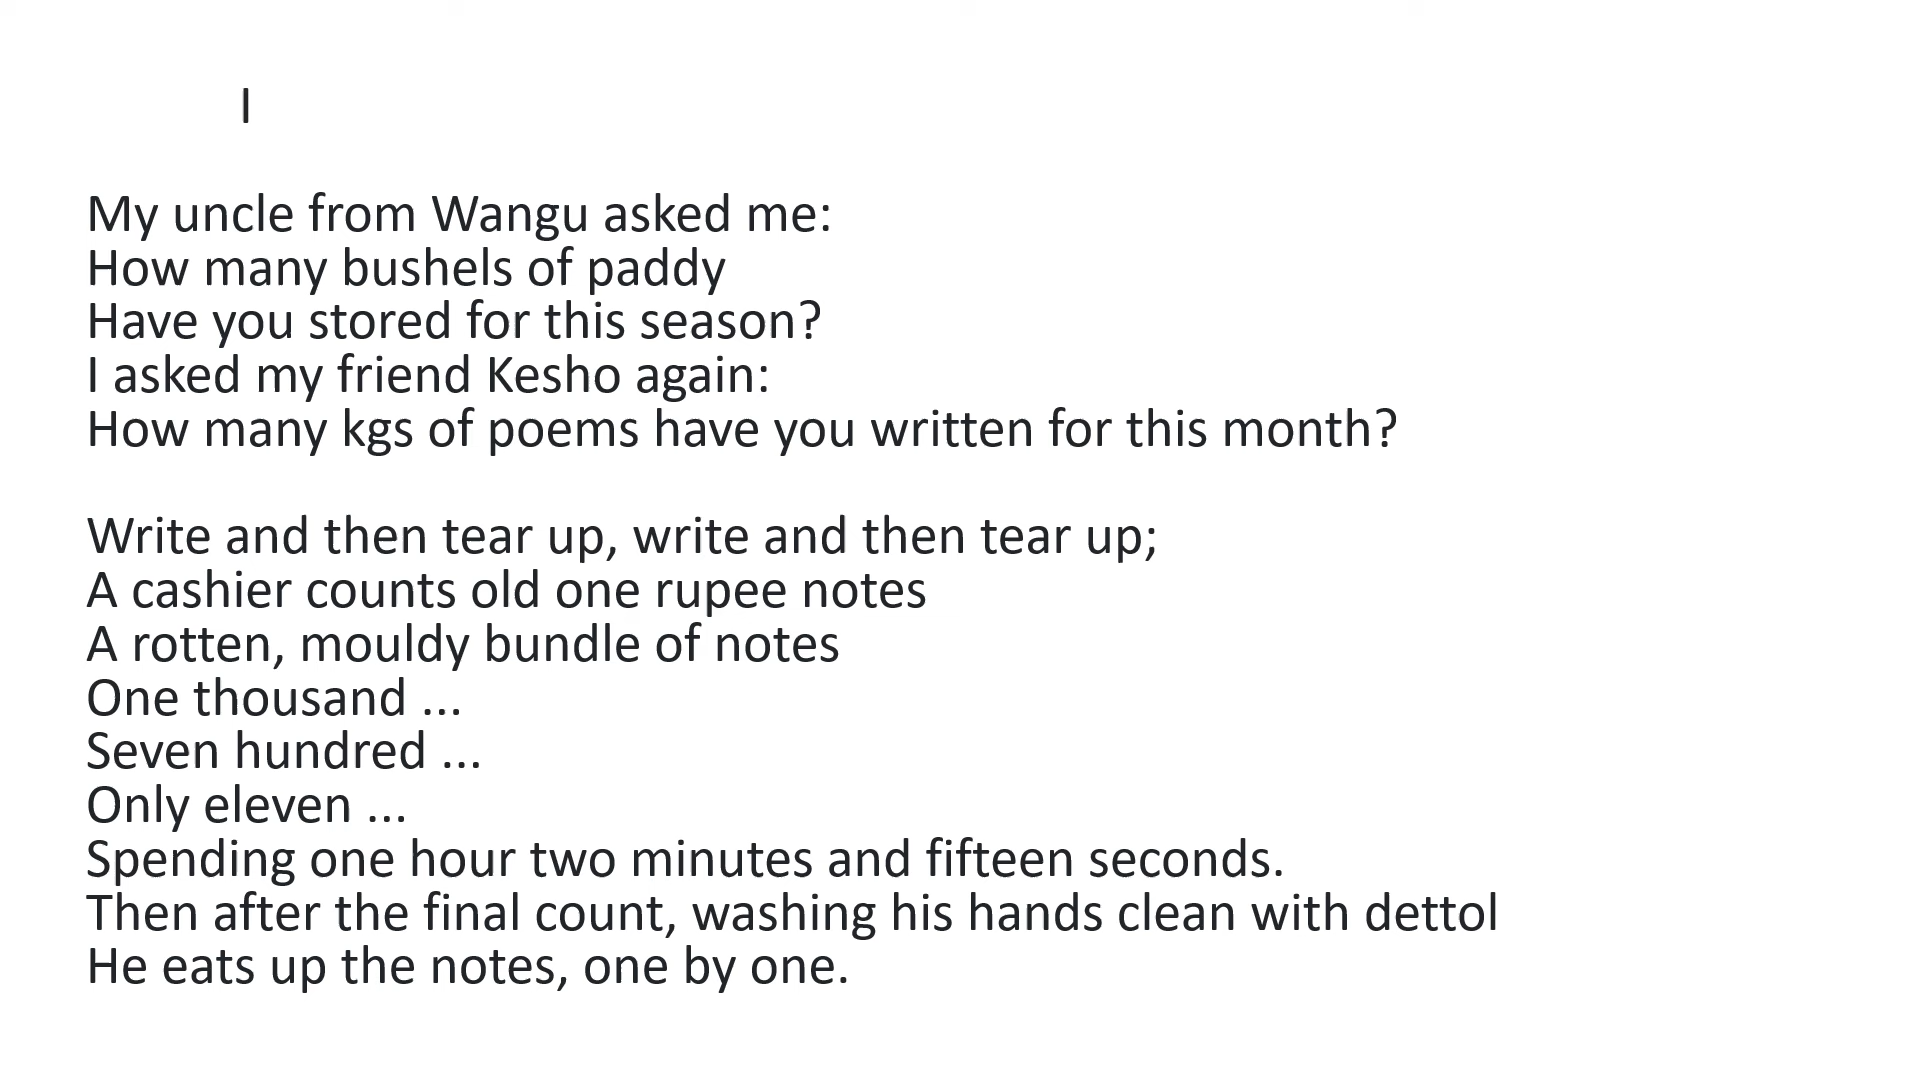 I
My uncle from Wangu asked me:
How many bushels of paddy
Have you stored for this season?
I asked my friend Kesho again:
How many kgs of poems have you written for this month?
Write and then tear up, write and then tear up;
A cashier counts old one rupee notes
A rotten, mouldy bundle of notes
One thousand ...
Seven hundred ...
Only eleven ...
Spending one hour two minutes and fifteen seconds.
Then after the final count, washing his hands clean with dettol
He eats up the notes, one by one.